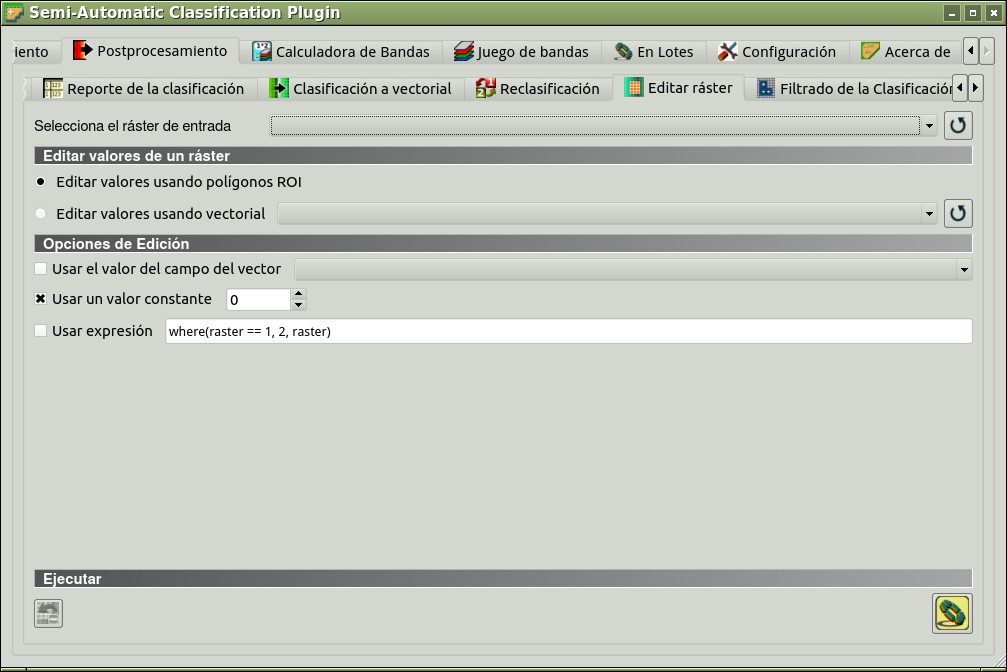 Semi-Automatic Classification Plugin
iento Postprocesamiento Calculadora de Bandas Juego de bandas En Lotes Configuración Acerca de
Reporte de la clasificación Clasificación a vectorial Reclasificación Editar ráster Filtrado de la Clasificación
Selecciona el ráster de entrada
Editar valores de un ráster
Editar valores usando polígonos ROI
Editar valores usando vectorial
Opciones de Edición
Usar el valor del campo del vector
Usar un valor constante 0
Usar expresión where(raster == 1, 2, raster)
Ejecutar